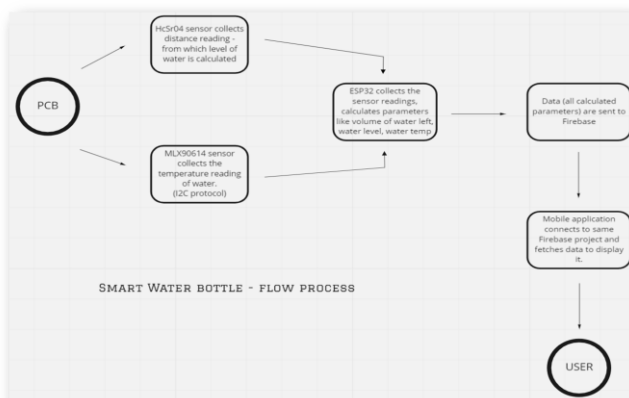 HcSr04 sensor collects
distance reading -
from which level of
water is calculated
PCB
ESP32 collects the
sensor readings,
calculates parameters
like volume of water left,
water level, water temp
Data (all calculated
parameters) are sent to
Firebase
MLX90614 sensor
collects the
temperature reading
of water.
(I2C protocol)
Mobile application
connects to same
Firebase project and
fetches data to display
it.
Smart Water bottle - flow process
USER